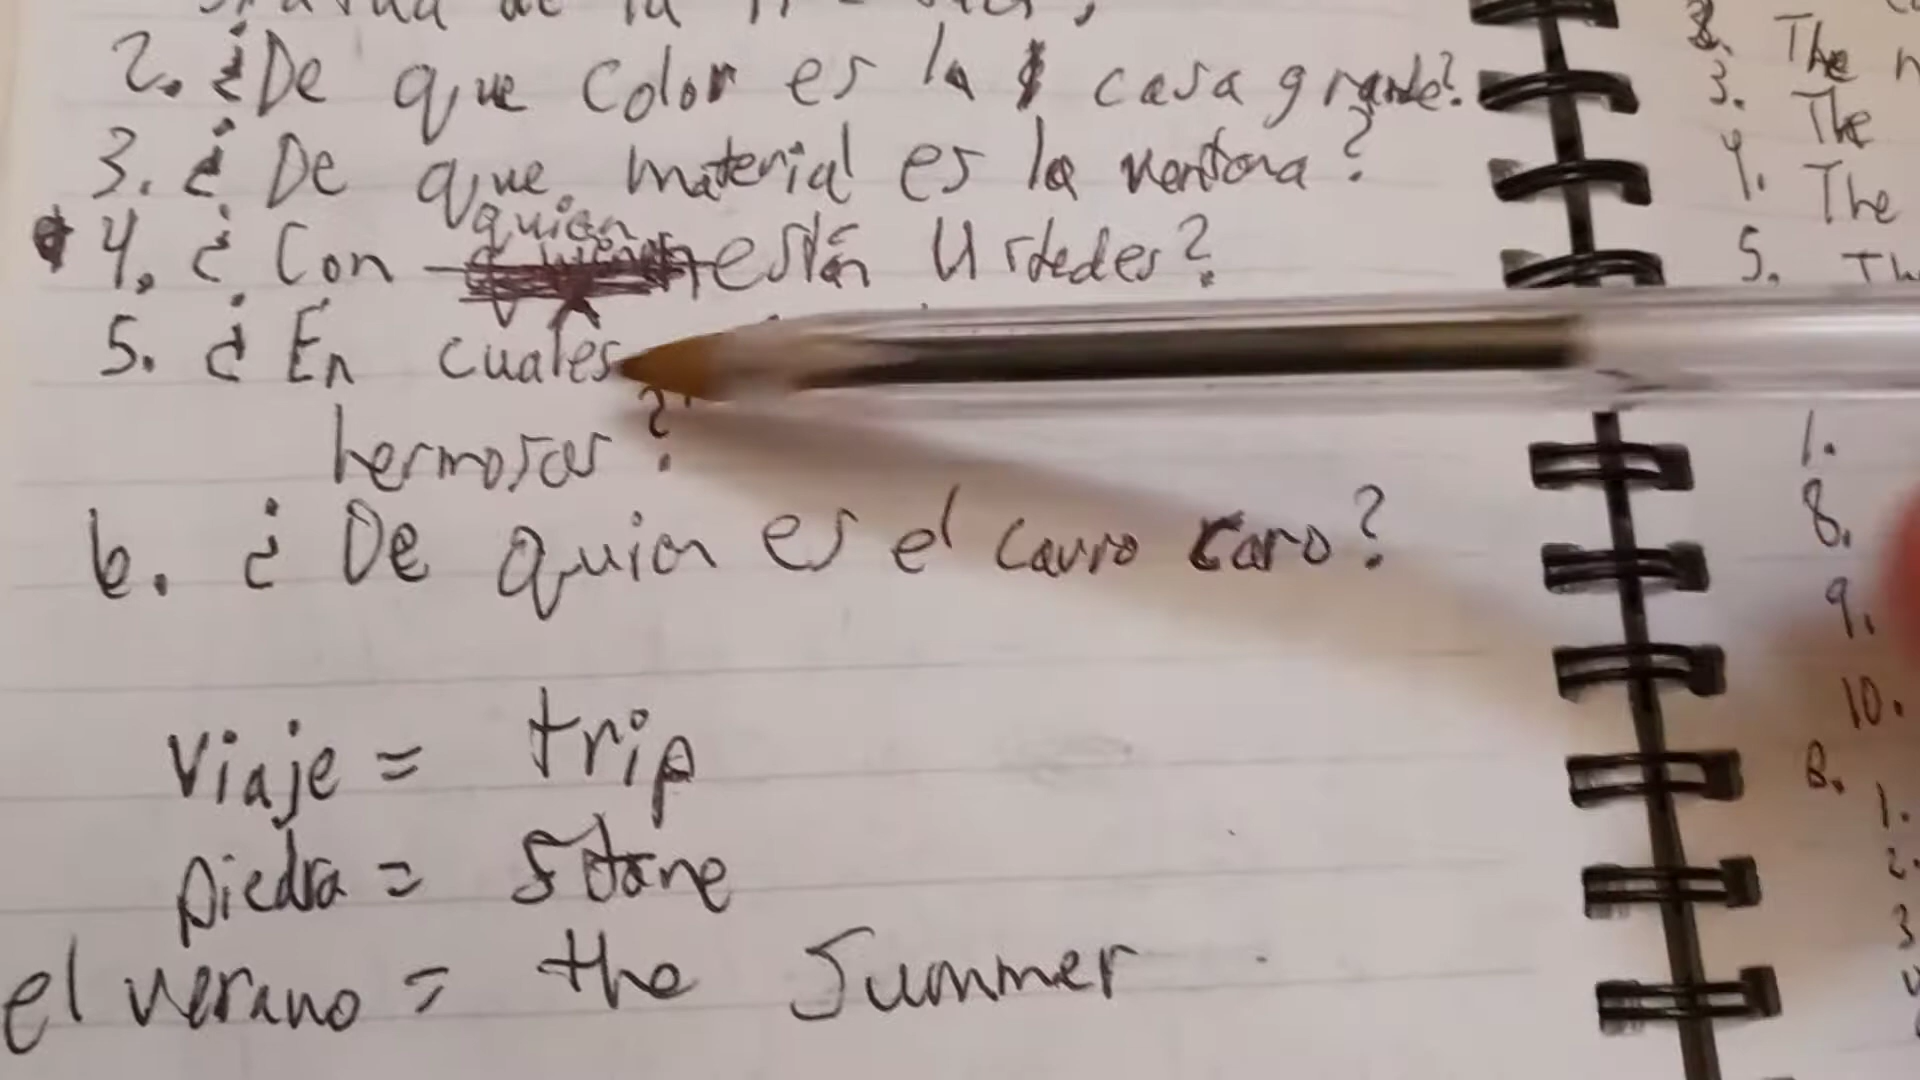 de la
2. ¿De que color es la casa grande?
3. ¿De que material es la ventana?
quien
4. ¿Con están Ustedes?
5. ¿En cuales
hermosas?
6. ¿De quien es el carro caro?
viaje = trip
piedra = stone
el verano = the summer
2. The
3. The
4. The
5. Th
1.
8.
9.
10.
B.
1.
2.
3